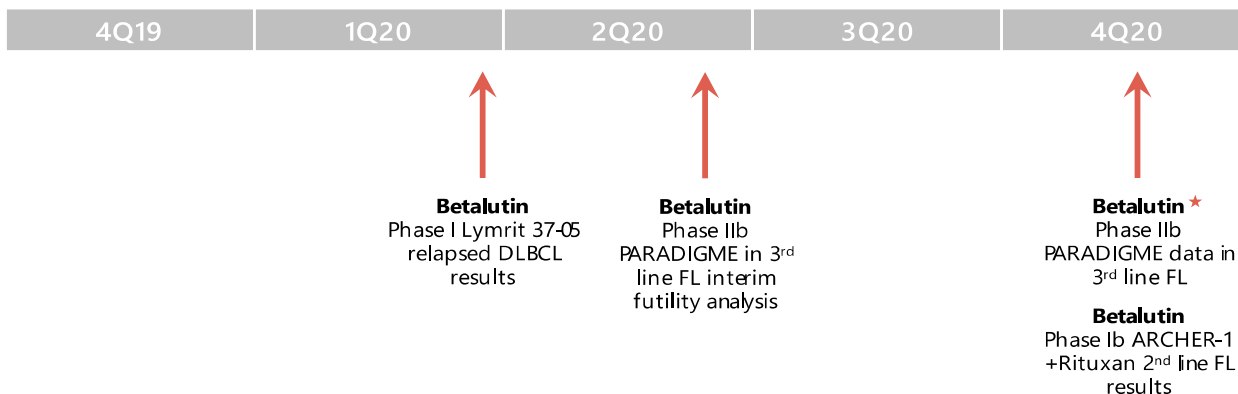 4Q19 1Q20 2Q20 3Q20 4Q20
Betalutin
Phase I Lymrit 37-05
relapsed DLBCL
results
Betalutin
Phase IIb
PARADIGME in 3rd
line FL interim
futility analysis
Betalutin ★
Phase IIb
PARADIGME data in
3rd line FL
Betalutin
Phase Ib ARCHER-1
+Rituxan 2nd line FL
results